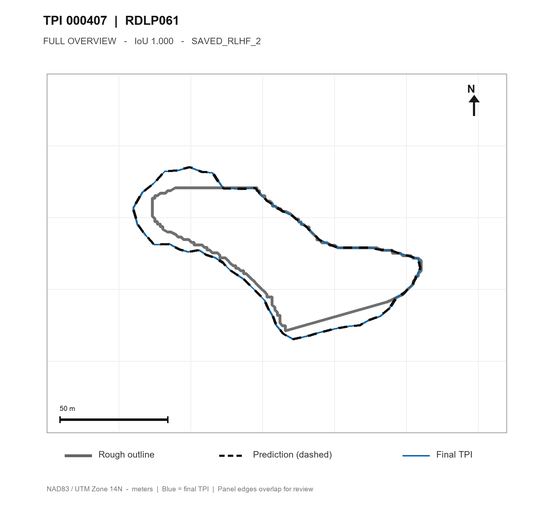 TPI 000407 | RDLP061
FULL OVERVIEW - IoU 1.000 - SAVED_RLHF_2
N
50 m
Rough outline
Prediction (dashed)
Final TPI
NAD83 / UTM Zone 14N - meters | Blue = final TPI | Panel edges overlap for review